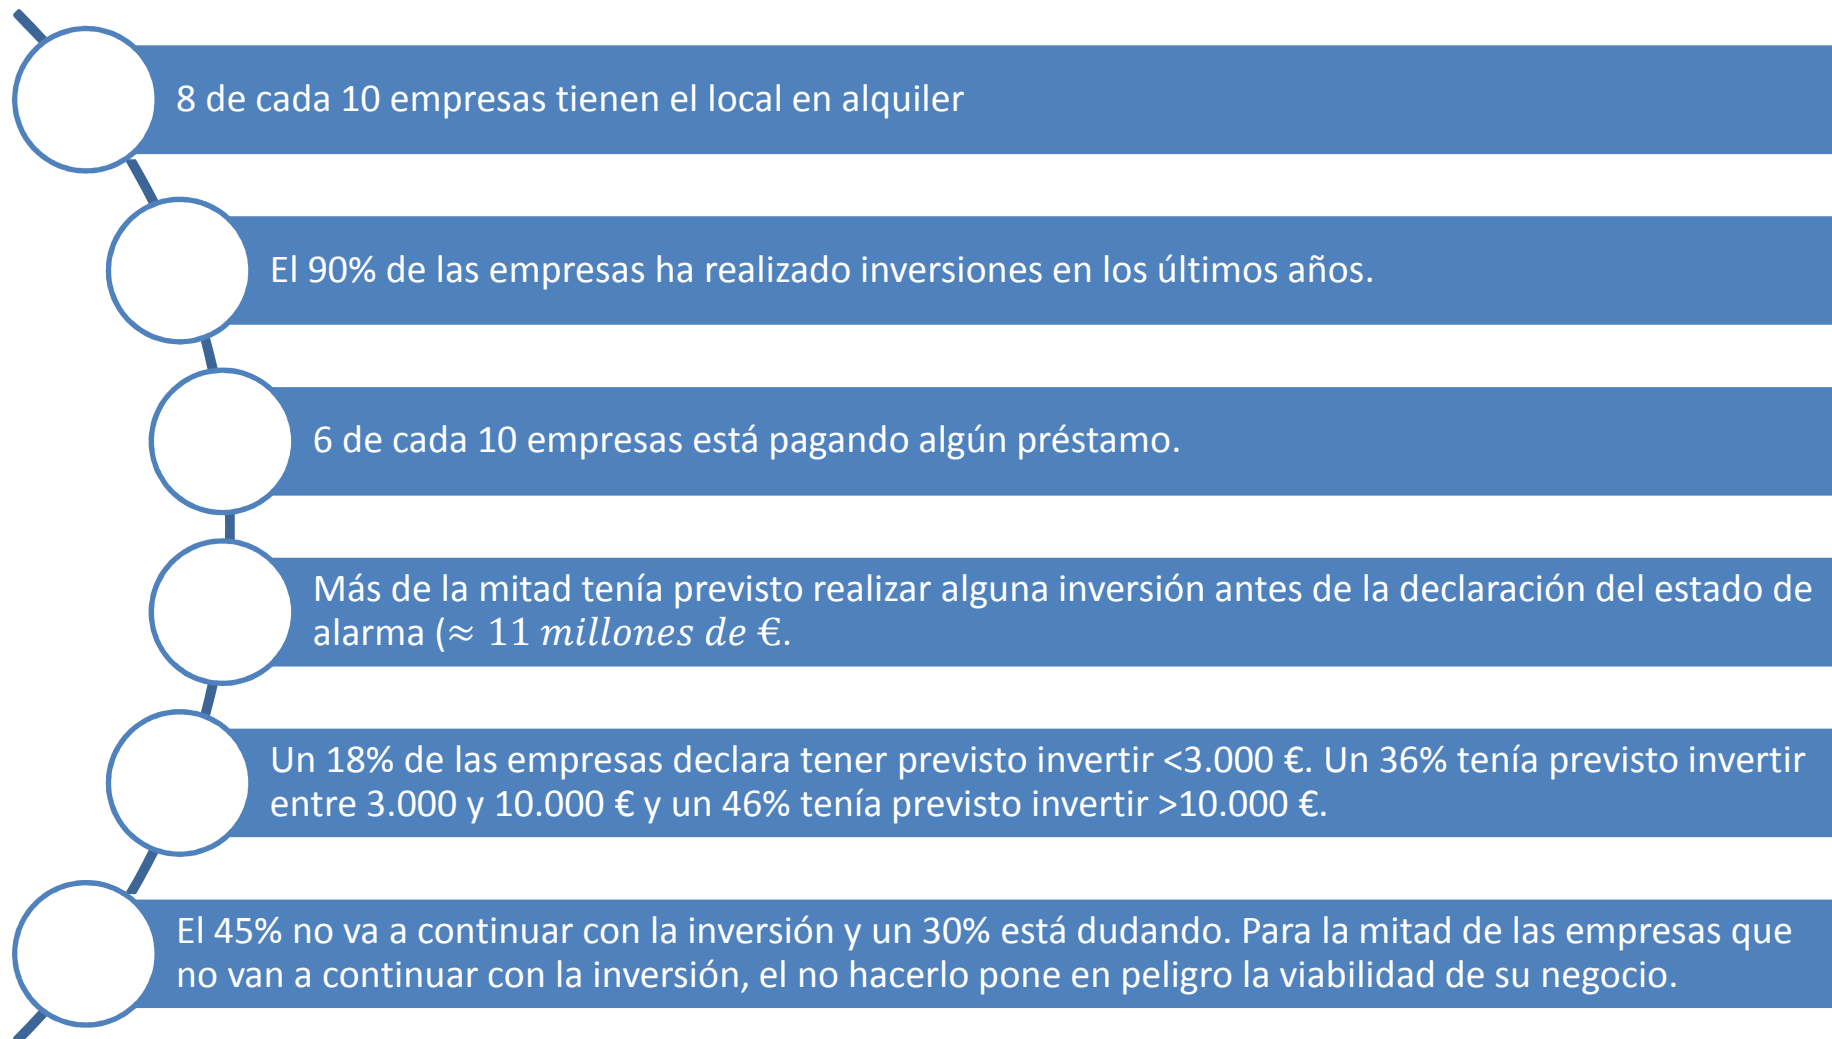 8 de cada 10 empresas tienen el local en alquiler
El 90% de las empresas ha realizado inversiones en los últimos años.
6 de cada 10 empresas está pagando algún préstamo.
Más de la mitad tenía previsto realizar alguna inversión antes de la declaración del estado de
alarma (≈ 11 millones de €.
Un 18% de las empresas declara tener previsto invertir <3.000 €. Un 36% tenía previsto invertir
entre 3.000 y 10.000 € y un 46% tenía previsto invertir >10.000 €.
El 45% no va a continuar con la inversión y un 30% está dudando. Para la mitad de las empresas que
no van a continuar con la inversión, el no hacerlo pone en peligro la viabilidad de su negocio.